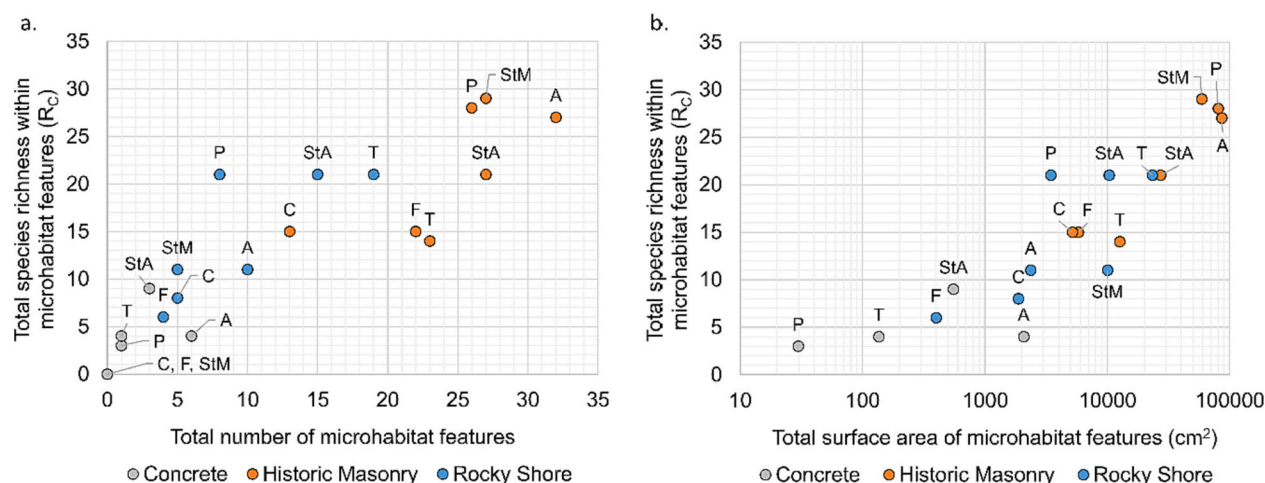 a.
Total species richness within
microhabitat features (RC)
35
30
25
20
15
10
5
0
P
StM
A
P
StA
T
StA
C
F
T
StM
A
StA
C
T
F
A
P
C, F, StM
0 5 10 15 20 25 30 35
Total number of microhabitat features
Concrete Historic Masonry Rocky Shore
b.
Total species richness within
microhabitat features (RC)
35
30
25
20
15
10
5
0
P
StM
A
P
StA
T
StA
C
F
T
A
StM
StA
C
F
A
P
T
10 100 1000 10000 100000
Total surface area of microhabitat features (cm²)
Concrete Historic Masonry Rocky Shore